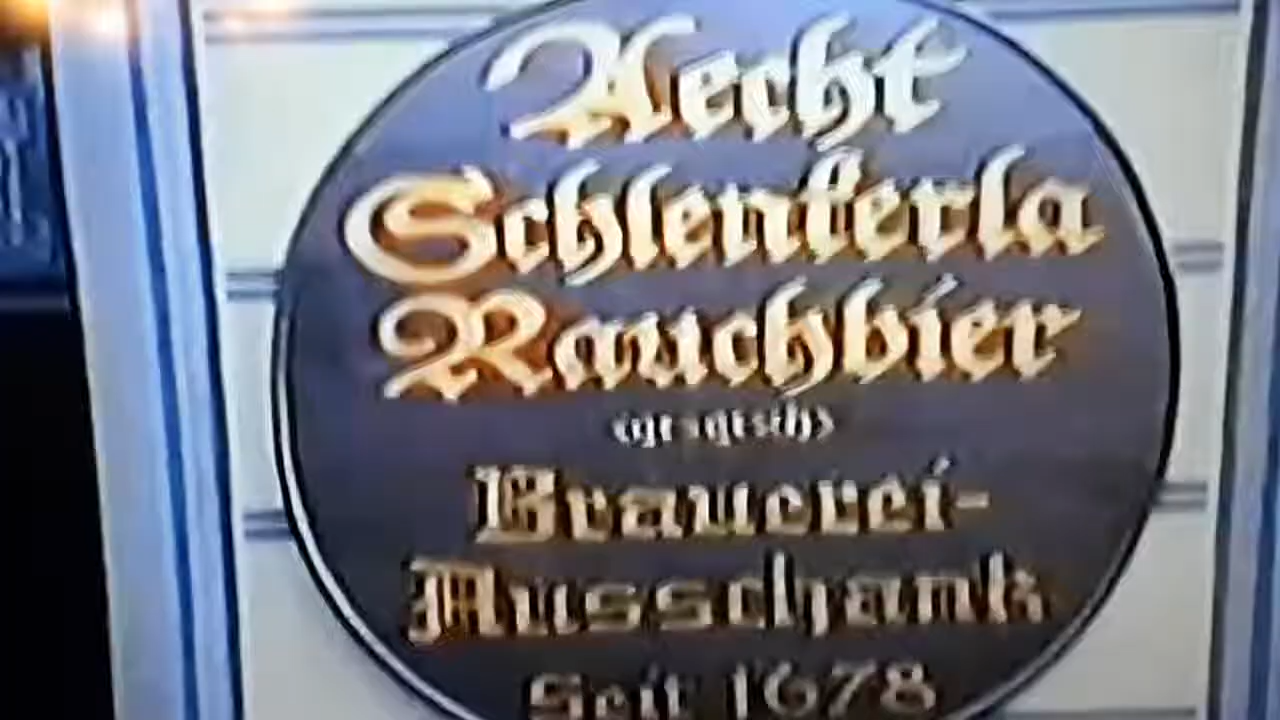 Aecht
Schlenkerla
Rauchbier
(ges.gesch.)
Brauerei-
Ausschank
Seit 1678